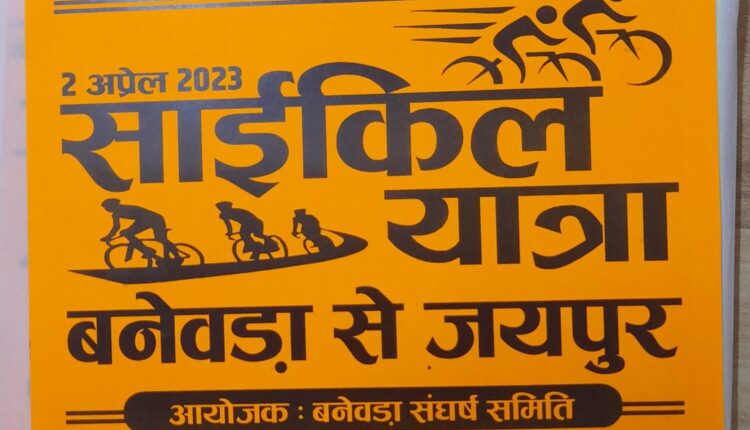 2 अप्रेल 2023
साईकिल
यात्रा
बनेवड़ा से जयपुर
आयोजक : बनेवडा़ संघर्ष समिति